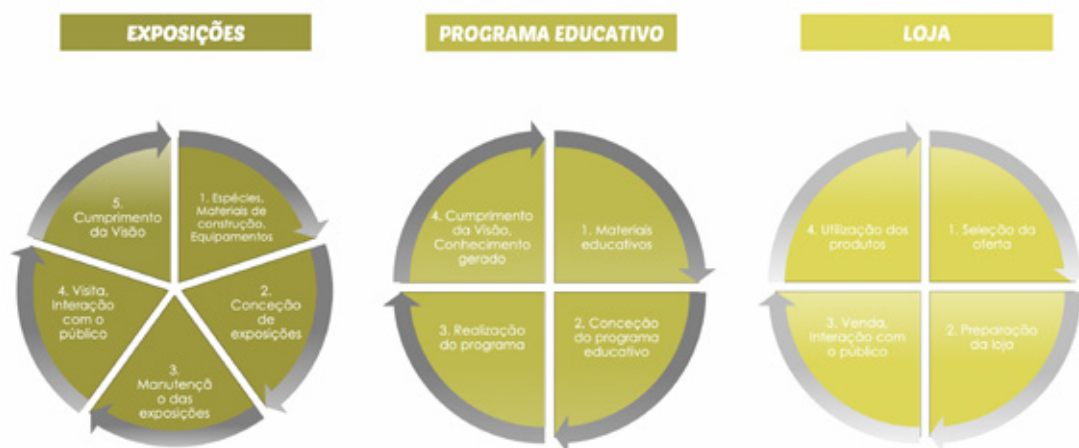 EXPOSIÇÕES
5.
Cumprimento
da Visão
1. Espécies,
Materiais de
construção,
Equipamentos
2.
Conceção
de
exposições
3.
Manutençã
o das
exposições
4. Visita,
Interação
com o
público
PROGRAMA EDUCATIVO
4. Cumprimento
da Visão,
Conhecimento
gerado
1. Materiais
educativos
2. Conceção
do programa
educativo
3. Realização
do programa
LOJA
4. Utilização dos
produtos
1. Seleção da
oferta
2. Preparação
da loja
3. Venda,
Interação com
o público